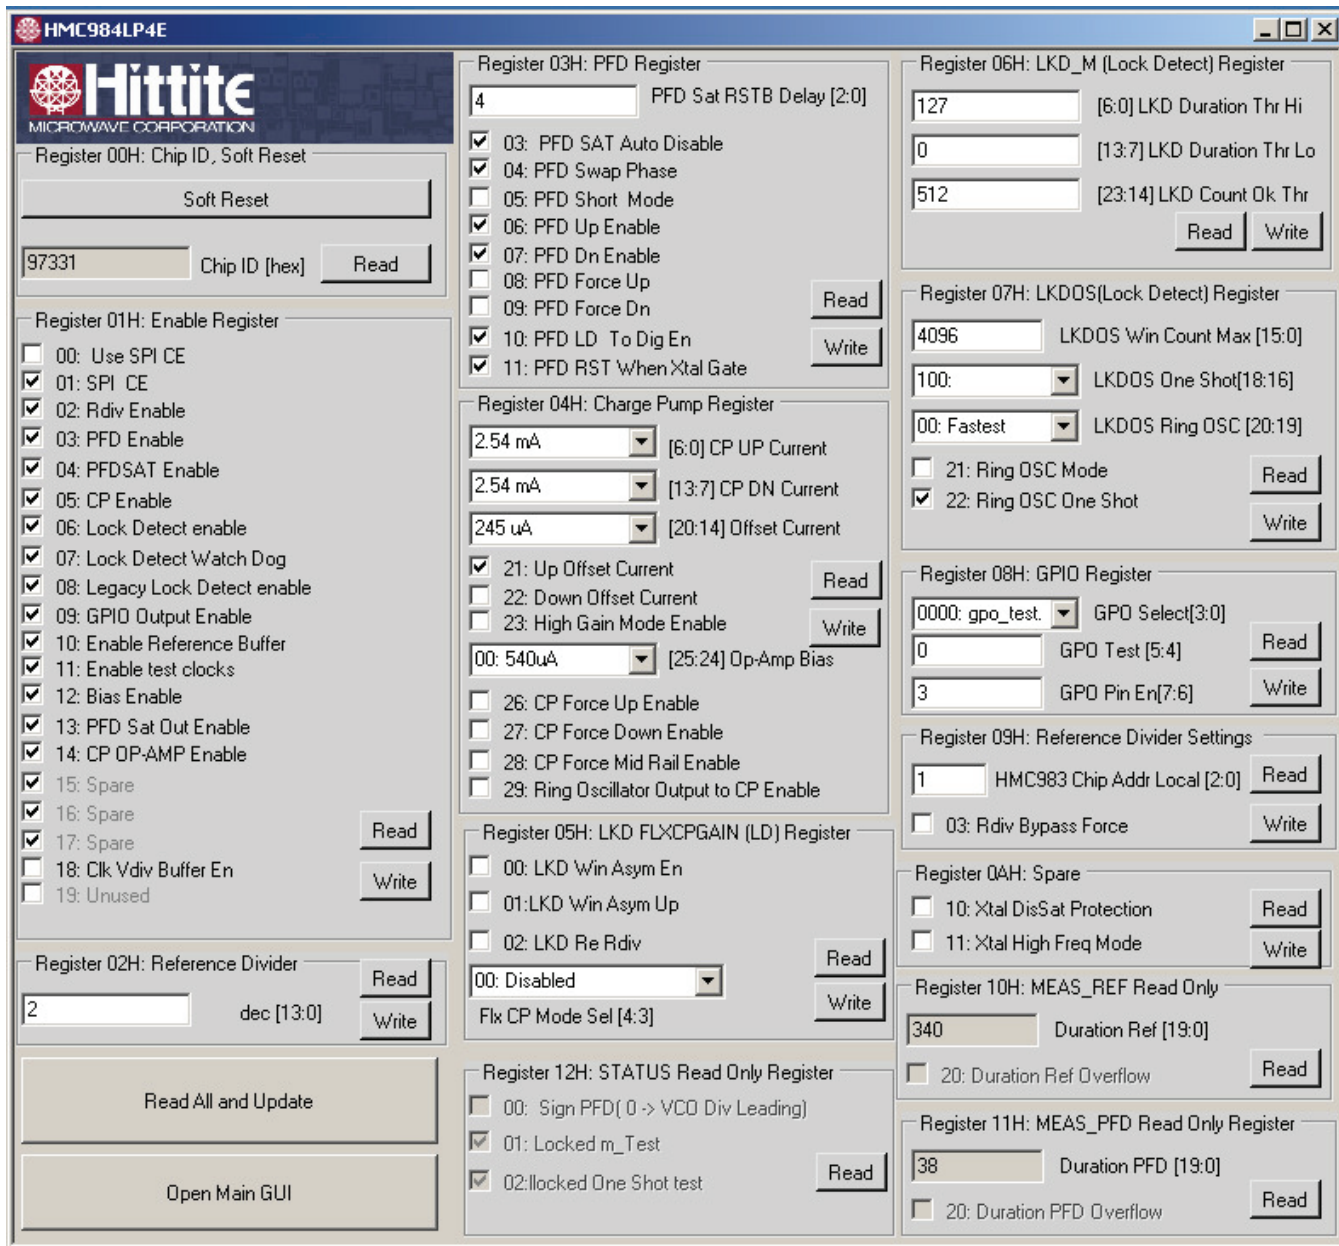 HMC984LP4E
Hittite
MICROWAVE CORPORATION
Register 00H: Chip ID, Soft Reset
Soft Reset
97331 Chip ID [hex] Read
Register 01H: Enable Register
00: Use SPI CE
01: SPI CE
02: Rdiv Enable
03: PFD Enable
04: PFDSAT Enable
05: CP Enable
06: Lock Detect enable
07: Lock Detect Watch Dog
08: Legacy Lock Detect enable
09: GPIO Output Enable
10: Enable Reference Buffer
11: Enable test clocks
12: Bias Enable
13: PFD Sat Out Enable
14: CP OP-AMP Enable
15: Spare
16: Spare
17: Spare
18: Clk Vdiv Buffer En
19: Unused
Read
Write
Register 02H: Reference Divider
2 dec [13:0]
Read
Write
Read All and Update
Open Main GUI
Register 03H: PFD Register
4 PFD Sat RSTB Delay [2:0]
03: PFD SAT Auto Disable
04: PFD Swap Phase
05: PFD Short Mode
06: PFD Up Enable
07: PFD Dn Enable
08: PFD Force Up
09: PFD Force Dn
10: PFD LD To Dig En
11: PFD RST When Xtal Gate
Read
Write
Register 04H: Charge Pump Register
2.54 mA [6:0] CP UP Current
2.54 mA [13:7] CP DN Current
245 uA [20:14] Offset Current
21: Up Offset Current
22: Down Offset Current
23: High Gain Mode Enable
Read
Write
00: 540uA [25:24] Op-Amp Bias
26: CP Force Up Enable
27: CP Force Down Enable
28: CP Force Mid Rail Enable
29: Ring Oscillator Output to CP Enable
Register 05H: LKD FLXCPGAIN (LD) Register
00: LKD Win Asym En
01:LKD Win Asym Up
02: LKD Re Rdiv
00: Disabled
Flx CP Mode Sel [4:3]
Read
Write
Register 12H: STATUS Read Only Register
00: Sign PFD( 0 -> VCO Div Leading)
01: Locked m_Test
02:llocked One Shot test
Read
Register 06H: LKD_M (Lock Detect) Register
127 [6:0] LKD Duration Thr Hi
0 [13:7] LKD Duration Thr Lo
512 [23:14] LKD Count Ok Thr
Read Write
Register 07H: LKDOS(Lock Detect) Register
4096 LKDOS Win Count Max [15:0]
100: LKDOS One Shot[18:16]
00: Fastest LKDOS Ring OSC [20:19]
21: Ring OSC Mode
22: Ring OSC One Shot
Read
Write
Register 08H: GPIO Register
0000: gpo_test. GPO Select[3:0]
0 GPO Test [5:4]
3 GPO Pin En[7:6]
Read
Write
Register 09H: Reference Divider Settings
1 HMC983 Chip Addr Local [2:0] Read
03: Rdiv Bypass Force Write
Register 0AH: Spare
10: Xtal DisSat Protection Read
11: Xtal High Freq Mode Write
Register 10H: MEAS_REF Read Only
340 Duration Ref [19:0]
20: Duration Ref Overflow Read
Register 11H: MEAS_PFD Read Only Register
38 Duration PFD [19:0]
20: Duration PFD Overflow Read